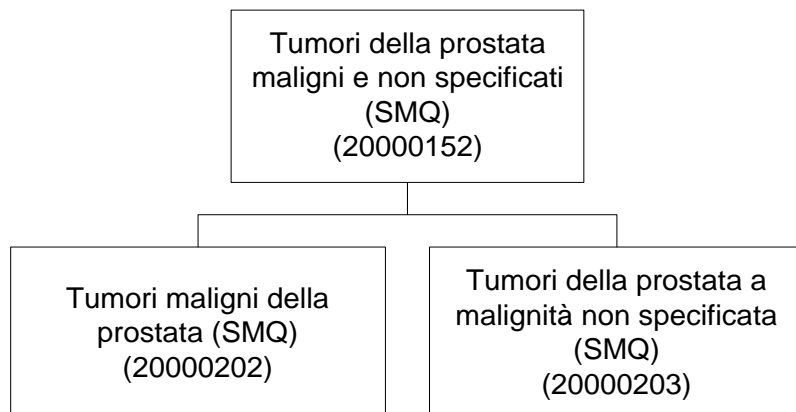 Tumori della prostata
maligni e non specificati
(SMQ)
(20000152)
Tumori maligni della
prostata (SMQ)
(20000202)
Tumori della prostata a
malignità non specificata
(SMQ)
(20000203)